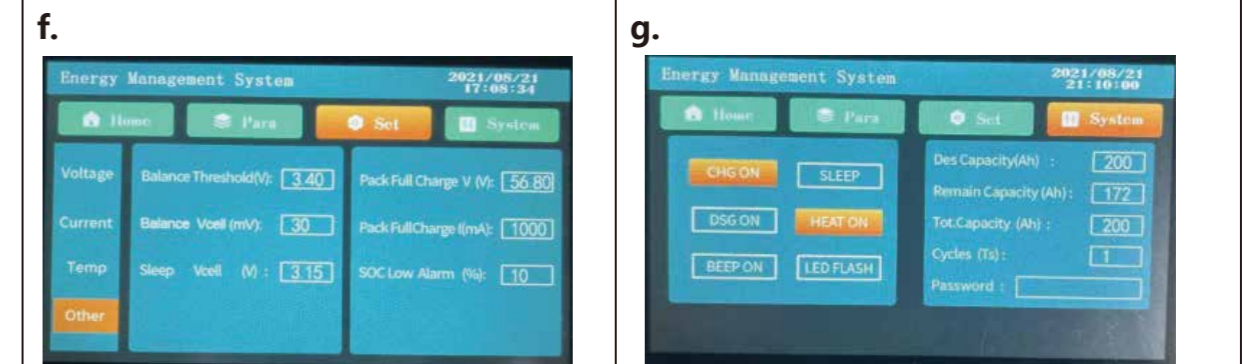 f.
Energy Management System 2021/08/21
17:08:34
Home Para Set System
Voltage
Current
Temp
Other
Balance Threshold(V): 3.40
Balance Vcell (mV): 30
Sleep Vcell (V) : 3.15
Pack Full Charge V (V): 56.80
Pack FullCharge I(mA): 1000
SOC Low Alarm (%): 10
g.
Energy Management System 2021/08/21
21:10:00
Home Para Set System
CHG ON SLEEP
DSG ON HEAT ON
BEEP ON LED FLASH
Des Capacity(Ah) : 200
Remain Capacity (Ah) : 172
Tot.Capacity (Ah) : 200
Cycles (Ts) : 1
Password :